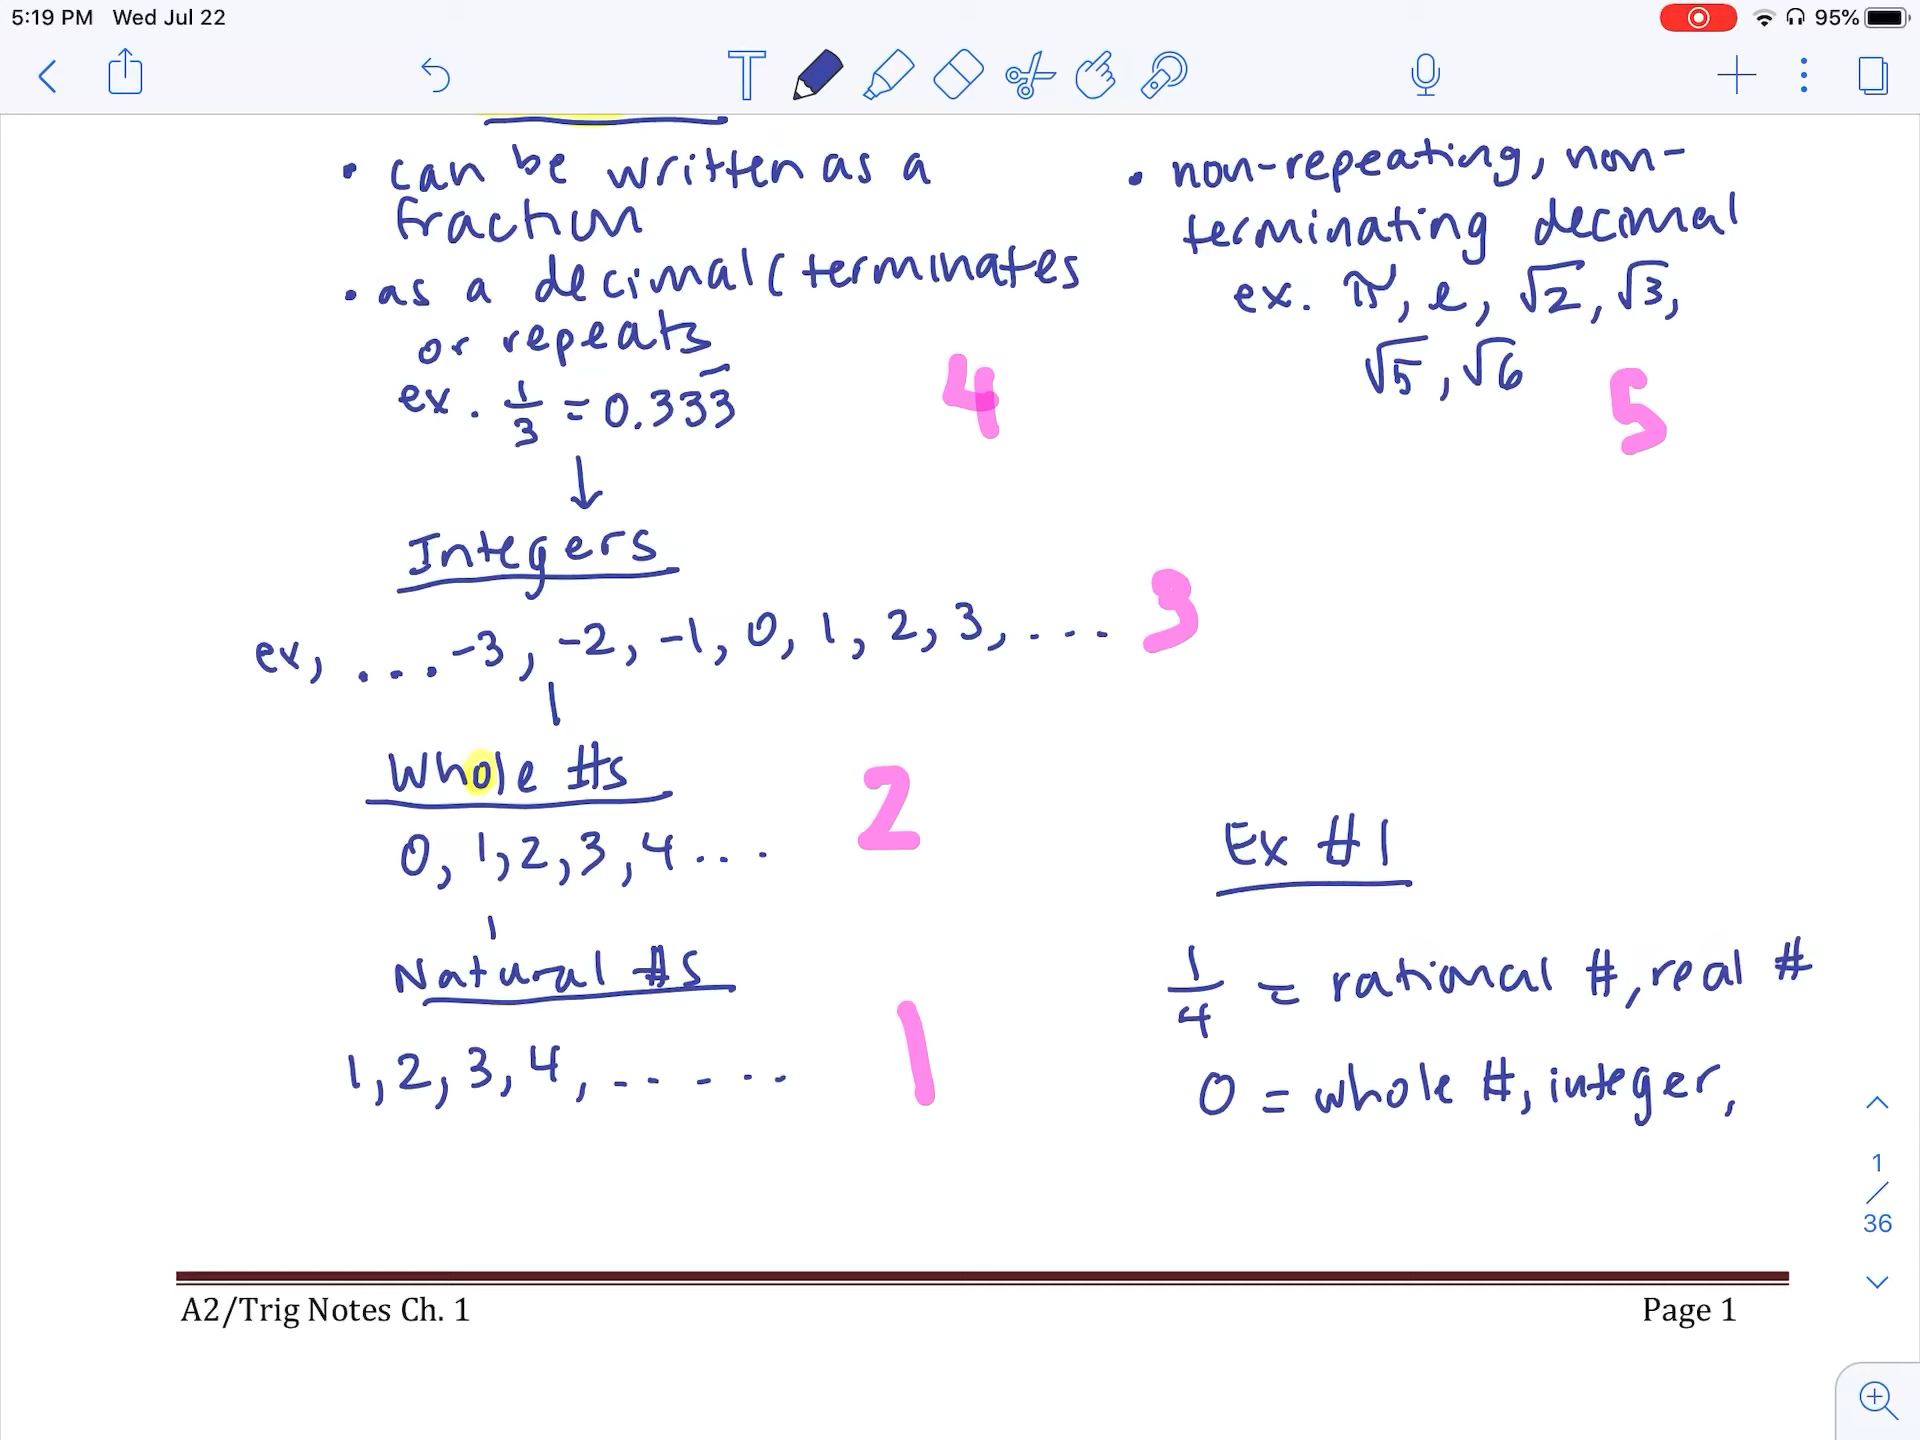 5:19 PM Wed Jul 22
95%
T
• can be written as a
fraction
• as a decimal (terminates
or repeats
ex. 1/3 = 0.333̅
4
• non-repeating, non-
terminating decimal
ex. π, e, √2, √3,
√5, √6
5
Integers
ex, ... -3, -2, -1, 0, 1, 2, 3, ...
3
Whole #s
0, 1, 2, 3, 4 ...
2
Natural #s
1, 2, 3, 4, .....
1
Ex #1
1/4 = rational #, real #
0 = whole #, integer,
1
/
36
A2/Trig Notes Ch. 1
Page 1